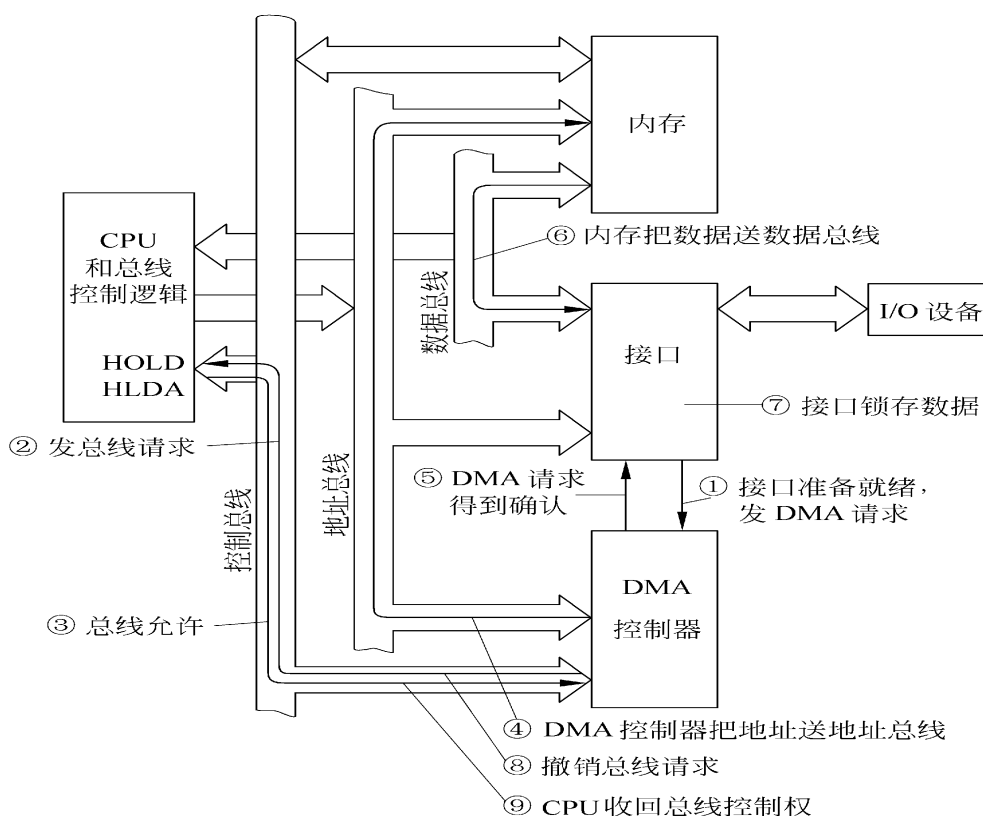 内存
CPU
和总线
控制逻辑
HOLD
HLDA
⑥ 内存把数据送数据总线
数据总线
接口
I/O 设备
⑦ 接口锁存数据
② 发总线请求
地址总线
控制总线
⑤ DMA 请求
得到确认
① 接口准备就绪，
发 DMA 请求
DMA
控制器
③ 总线允许
④ DMA 控制器把地址送地址总线
⑧ 撤销总线请求
⑨ CPU 收回总线控制权